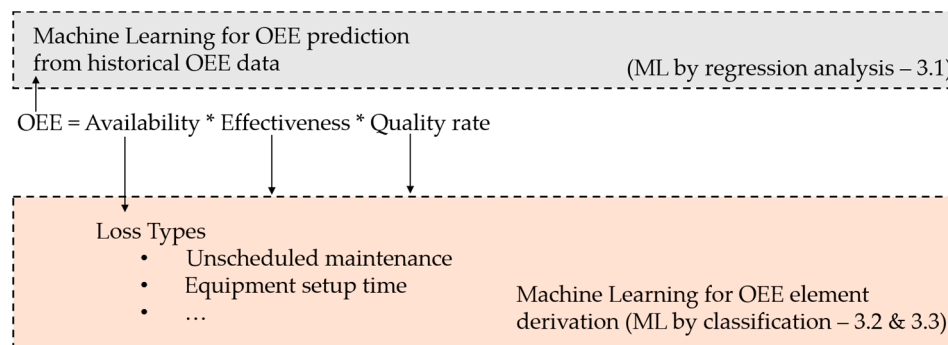 Machine Learning for OEE prediction
from historical OEE data
(ML by regression analysis – 3.1)
OEE = Availability * Effectiveness * Quality rate
Loss Types
• Unscheduled maintenance
• Equipment setup time
• …
Machine Learning for OEE element
derivation (ML by classification – 3.2 & 3.3)